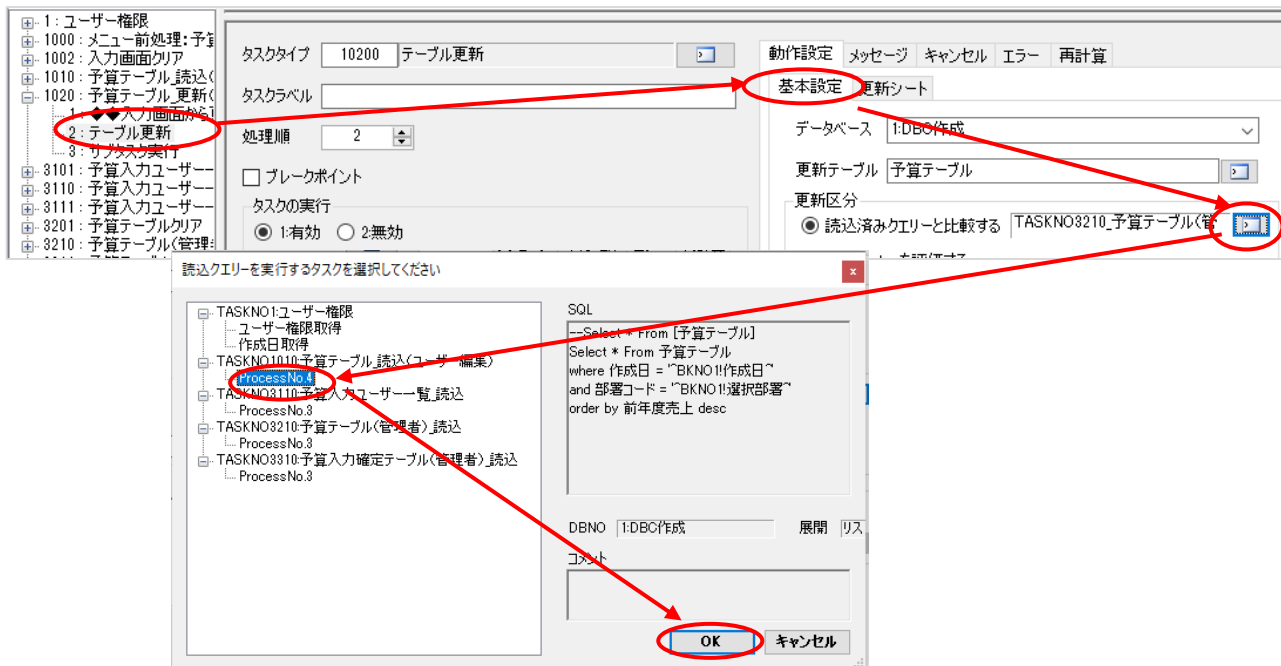 1 : ユーザー権限
1000 : メニュー前処理:予算
1002 : 入力画面クリア
1010 : 予算テーブル_読込(
1020 : 予算テーブル_更新(
1 : ◆◆入力画面から
2 : テーブル更新
3 : サブタスク実行
3101 : 予算入力ユーザー一
3110 : 予算入力ユーザー一
3111 : 予算入力ユーザー一
3201 : 予算テーブルクリア
3210 : 予算テーブル(管理
タスクタイプ 10200 テーブル更新
タスクラベル
処理順 2
ブレークポイント
タスクの実行
1:有効 2:無効
動作設定 メッセージ キャンセル エラー 再計算
基本設定 更新シート
データベース 1:DBC作成
更新テーブル 予算テーブル
更新区分
読込済みクエリーと比較する TASKNO3210_予算テーブル(管
読込クエリーを実行するタスクを選択してください
x
TASKNO1:ユーザー権限
ユーザー権限取得
作成日取得
TASKNO1010:予算テーブル_読込(ユーザー編集)
ProcessNo.4
TASKNO3110:予算入力ユーザー一覧_読込
ProcessNo.3
TASKNO3210:予算テーブル(管理者)_読込
ProcessNo.3
TASKNO3310:予算入力確定テーブル(管理者)_読込
ProcessNo.3
SQL
--Select * From [予算テーブル]
Select * From 予算テーブル
where 作成日 = '~BKNO1!作成日~'
and 部署コード = '~BKNO1!選択部署~'
order by 前年度売上 desc
DBNO 1:DBC作成 展開 リス
コメント
OK キャンセル